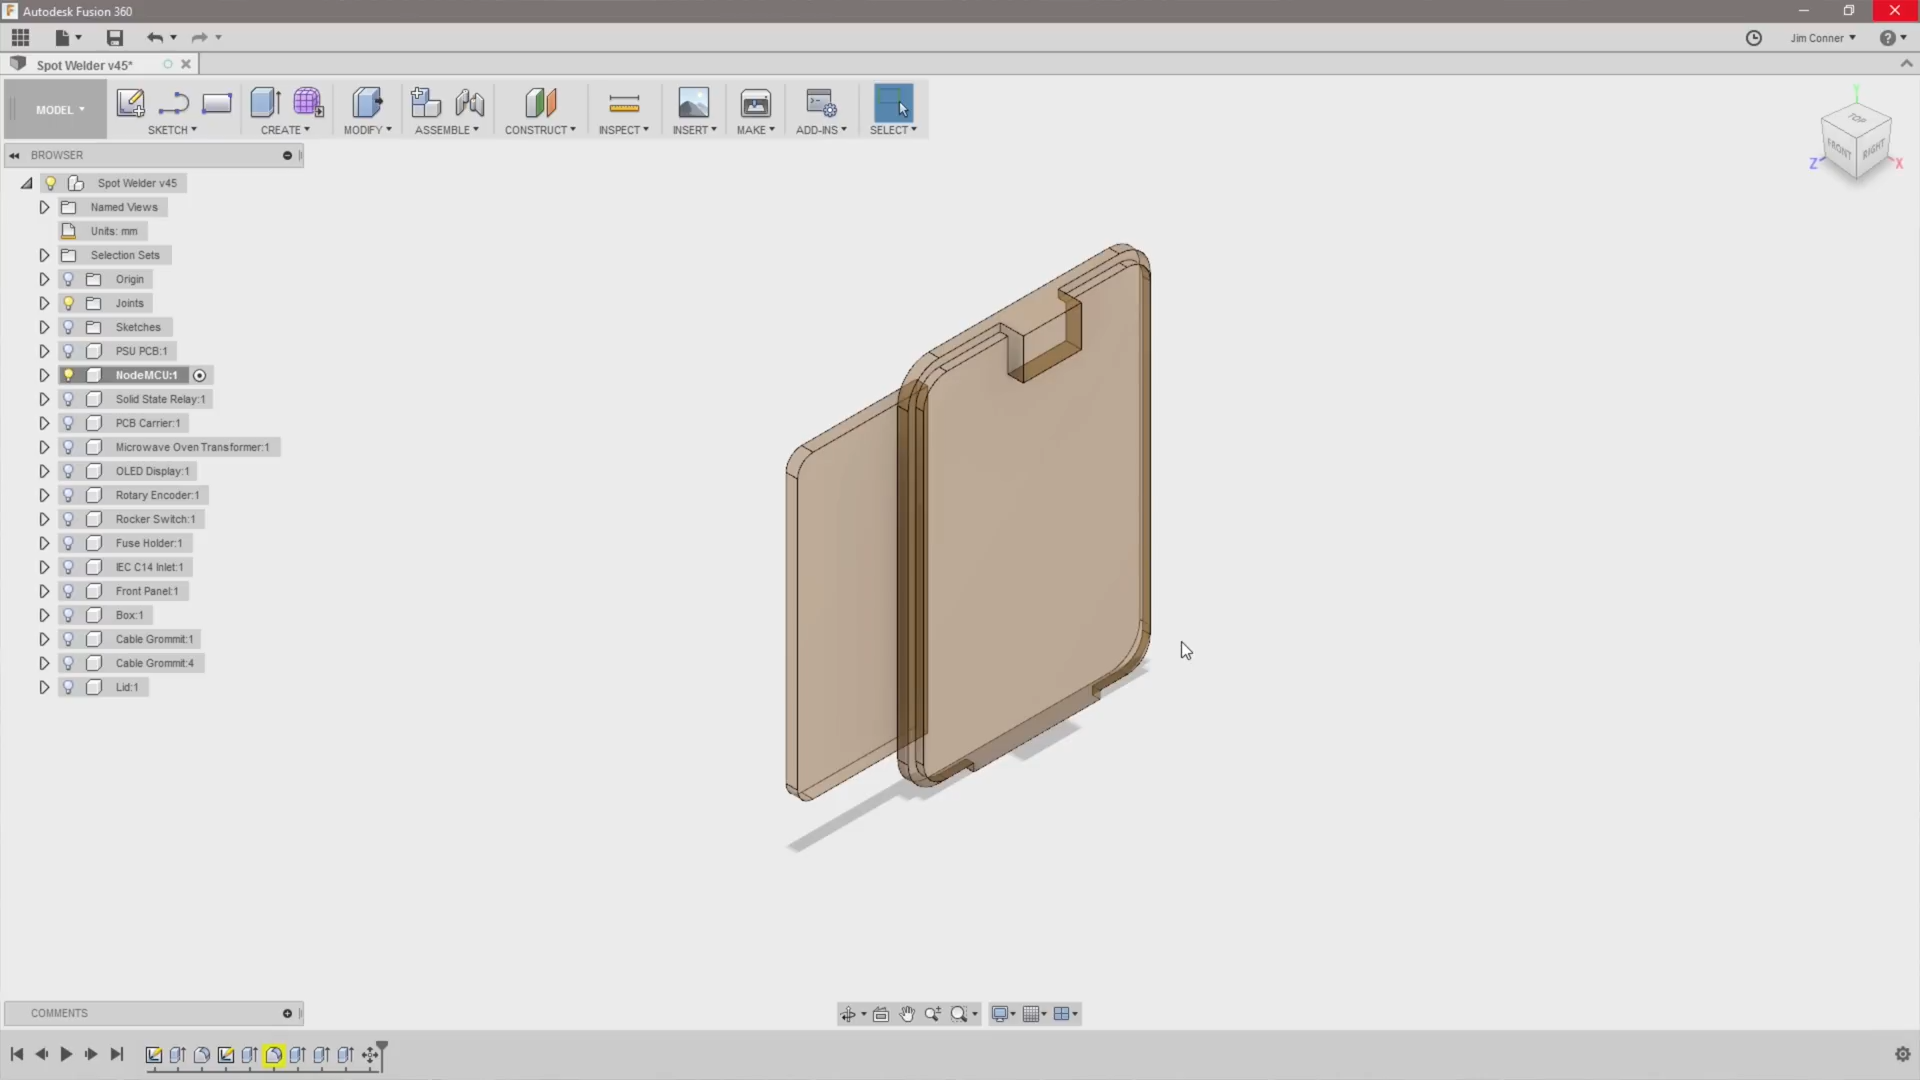 Autodesk Fusion 360
Jim Conner
Spot Welder v45*
MODEL
SKETCH
CREATE
MODIFY
ASSEMBLE
CONSTRUCT
INSPECT
INSERT
MAKE
ADD-INS
SELECT
Y
TOP
FRONT
RIGHT
Z
X
BROWSER
Spot Welder v45
Named Views
Units: mm
Selection Sets
Origin
Joints
Sketches
PSU PCB:1
NodeMCU:1
Solid State Relay:1
PCB Carrier:1
Microwave Oven Transformer:1
OLED Display:1
Rotary Encoder:1
Rocker Switch:1
Fuse Holder:1
IEC C14 Inlet:1
Front Panel:1
Box:1
Cable Grommit:1
Cable Grommit:4
Lid:1
COMMENTS